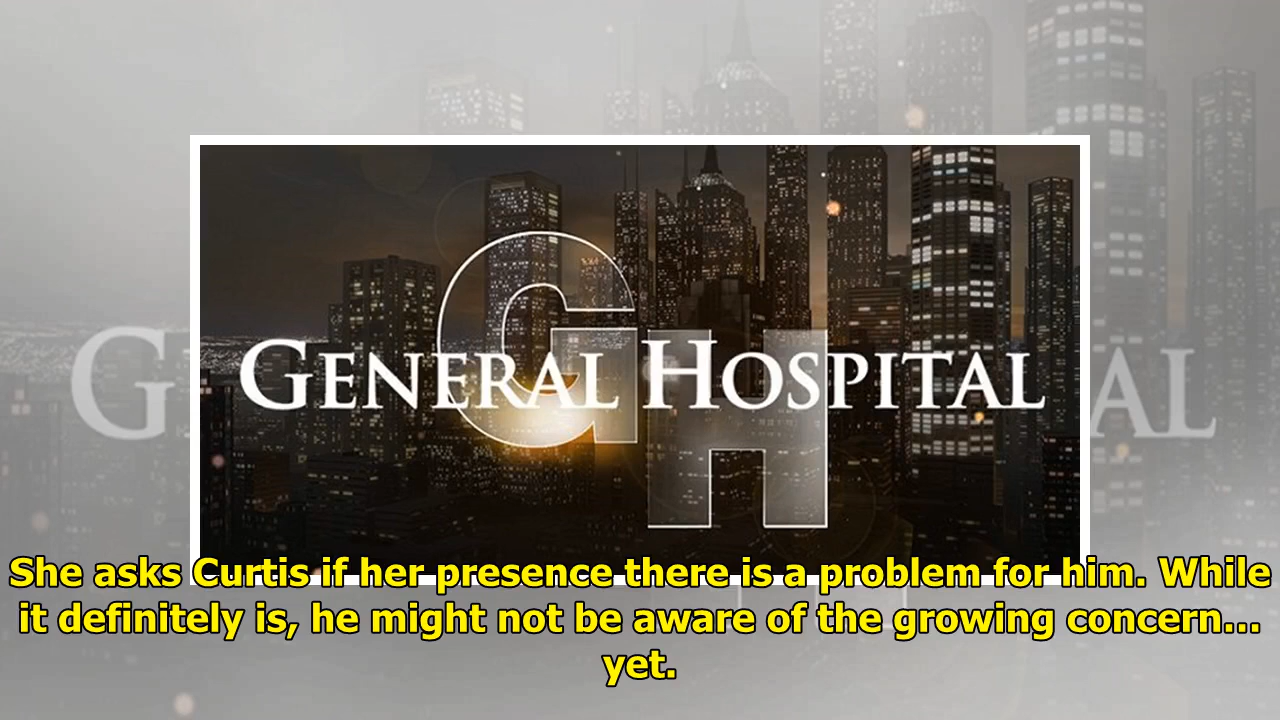 GH
GENERAL HOSPITAL
G AL
She asks Curtis if her presence there is a problem for him. While
it definitely is, he might not be aware of the growing concern...
yet.